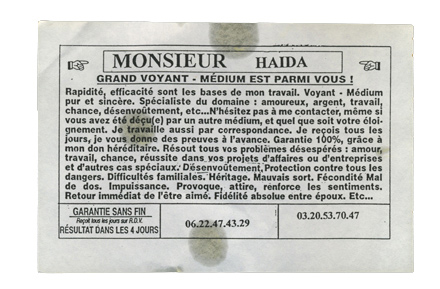 MONSIEUR HAIDA
GRAND VOYANT - MÉDIUM EST PARMI VOUS !
Rapidité, efficacité sont les bases de mon travail. Voyant - Médium
pur et sincère. Spécialiste du domaine : amoureux, argent, travail,
chance, désenvoûtement, etc...N'hésitez pas à me contacter, même si
vous avez été déçu(e) par un autre médium, et quel que soit votre éloi-
gnement. Je travaille aussi par correspondance. Je reçois tous les
jours, je vous donne des preuves à l'avance. Garantie 100%, grâce à
mon don héréditaire. Résout tous vos problèmes désespérés : amour
travail, chance, réussite dans vos projets d'affaires ou d'entreprises
et d'autres cas spéciaux. Désenvoûtement, Protection contre tous les
dangers. Difficultés familiales. Héritage. Mauvais sort. Fécondité Mal
de dos. Impuissance. Provoque, attire, renforce les sentiments.
Retour immédiat de l'être aimé. Fidélité absolue entre époux. Etc...
GARANTIE SANS FIN
Reçoit tous les jours sur R.D.V.
RÉSULTAT DANS LES 4 JOURS
06.22.47.43.29
03.20.53.70.47